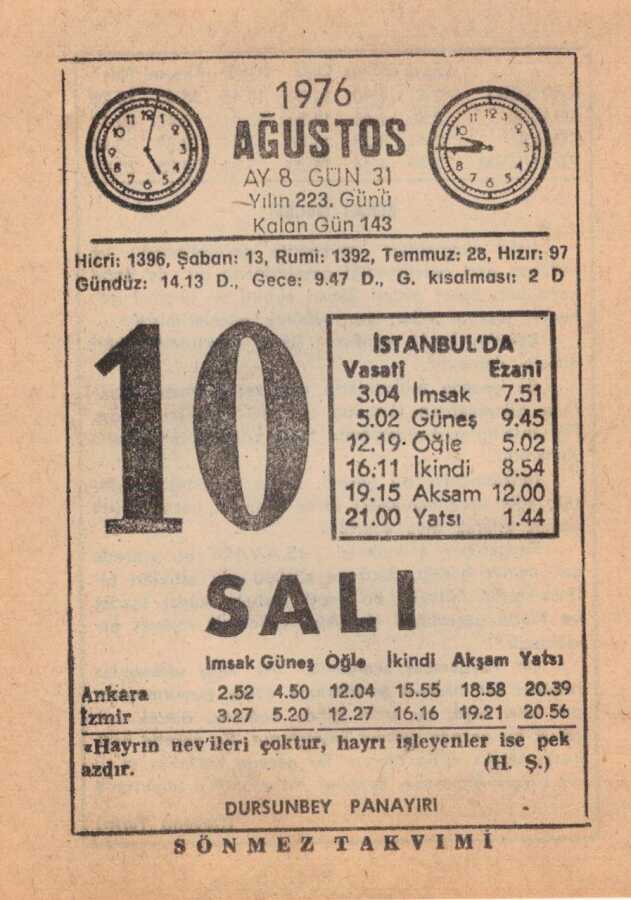 1976
AĞUSTOS
AY 8 GÜN 31
Yılın 223. Günü
Kalan Gün 143
Hicri: 1396, Şaban: 13, Rumi: 1392, Temmuz: 28, Hızır: 97
Gündüz: 14.13 D., Gece: 9.47 D., G. kısalması: 2 D
10
İSTANBUL'DA
Vasatî Ezanî
3.04 İmsak 7.51
5.02 Güneş 9.45
12.19 Öğle 5.02
16.11 İkindi 8.54
19.15 Aksam 12.00
21.00 Yatsı 1.44
SALI
Imsak Güneş Öğle İkindi Akşam Yatsı
Ankara 2.52 4.50 12.04 15.55 18.58 20.39
İzmir 3.27 5.20 12.27 16.16 19.21 20.56
«Hayrın nev'ileri çoktur, hayrı işleyenler ise pek
azdır. (H. Ş.)
DURSUNBEY PANAYIRI
SÖNMEZ TAKVİMİ